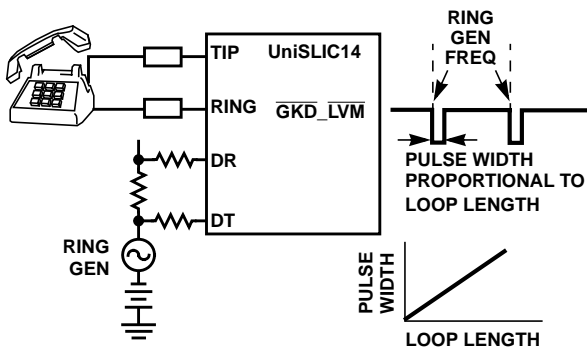 TIP
UniSLIC14
RING
GKD_LVM
DR
DT
RING
GEN
RING
GEN
FREQ
PULSE WIDTH
PROPORTIONAL TO
LOOP LENGTH
PULSE
WIDTH
LOOP LENGTH